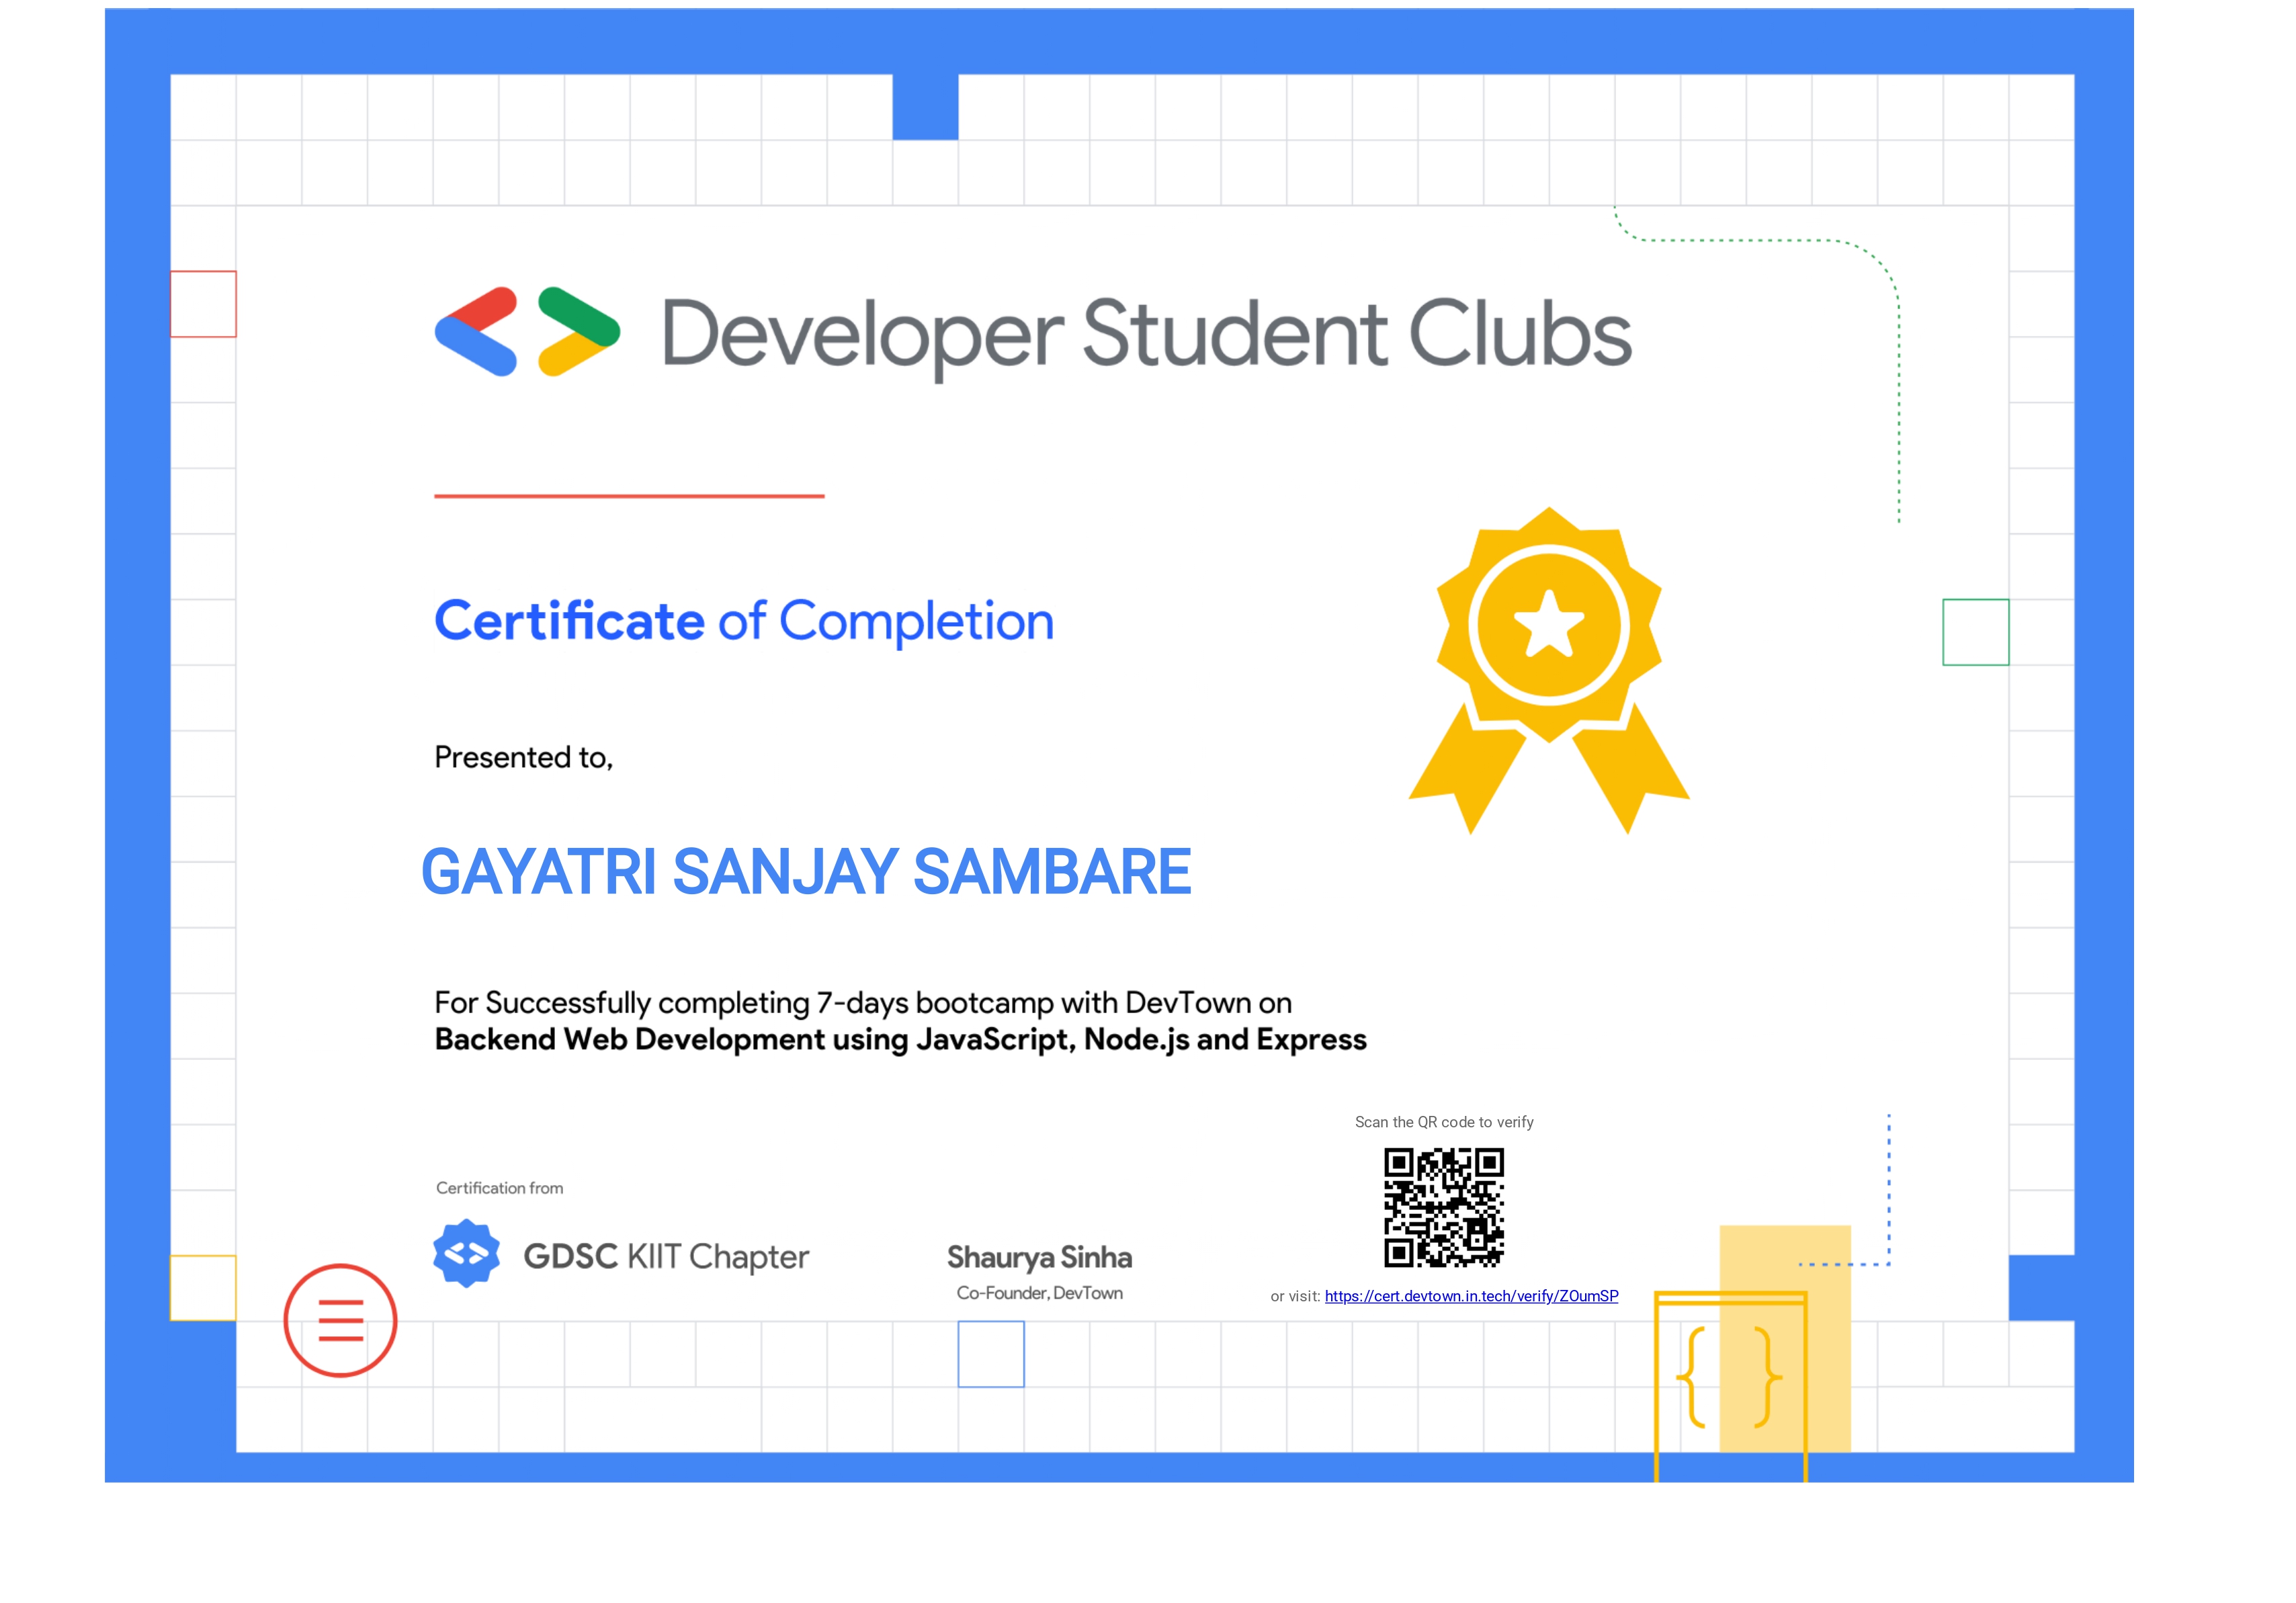 Developer Student Clubs
Certificate of Completion
Presented to,
GAYATRI SANJAY SAMBARE
For Successfully completing 7-days bootcamp with DevTown on
Backend Web Development using JavaScript, Node.js and Express
Scan the QR code to verify
Certification from
GDSC KIIT Chapter
Shaurya Sinha
Co-Founder, DevTown
or visit: https://cert.devtown.in.tech/verify/ZOumSP
{ }